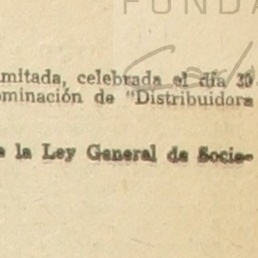 FUNDA
mitada, celebrada el día 30
ominación de "Distribuidora
e la Ley General de Socie-